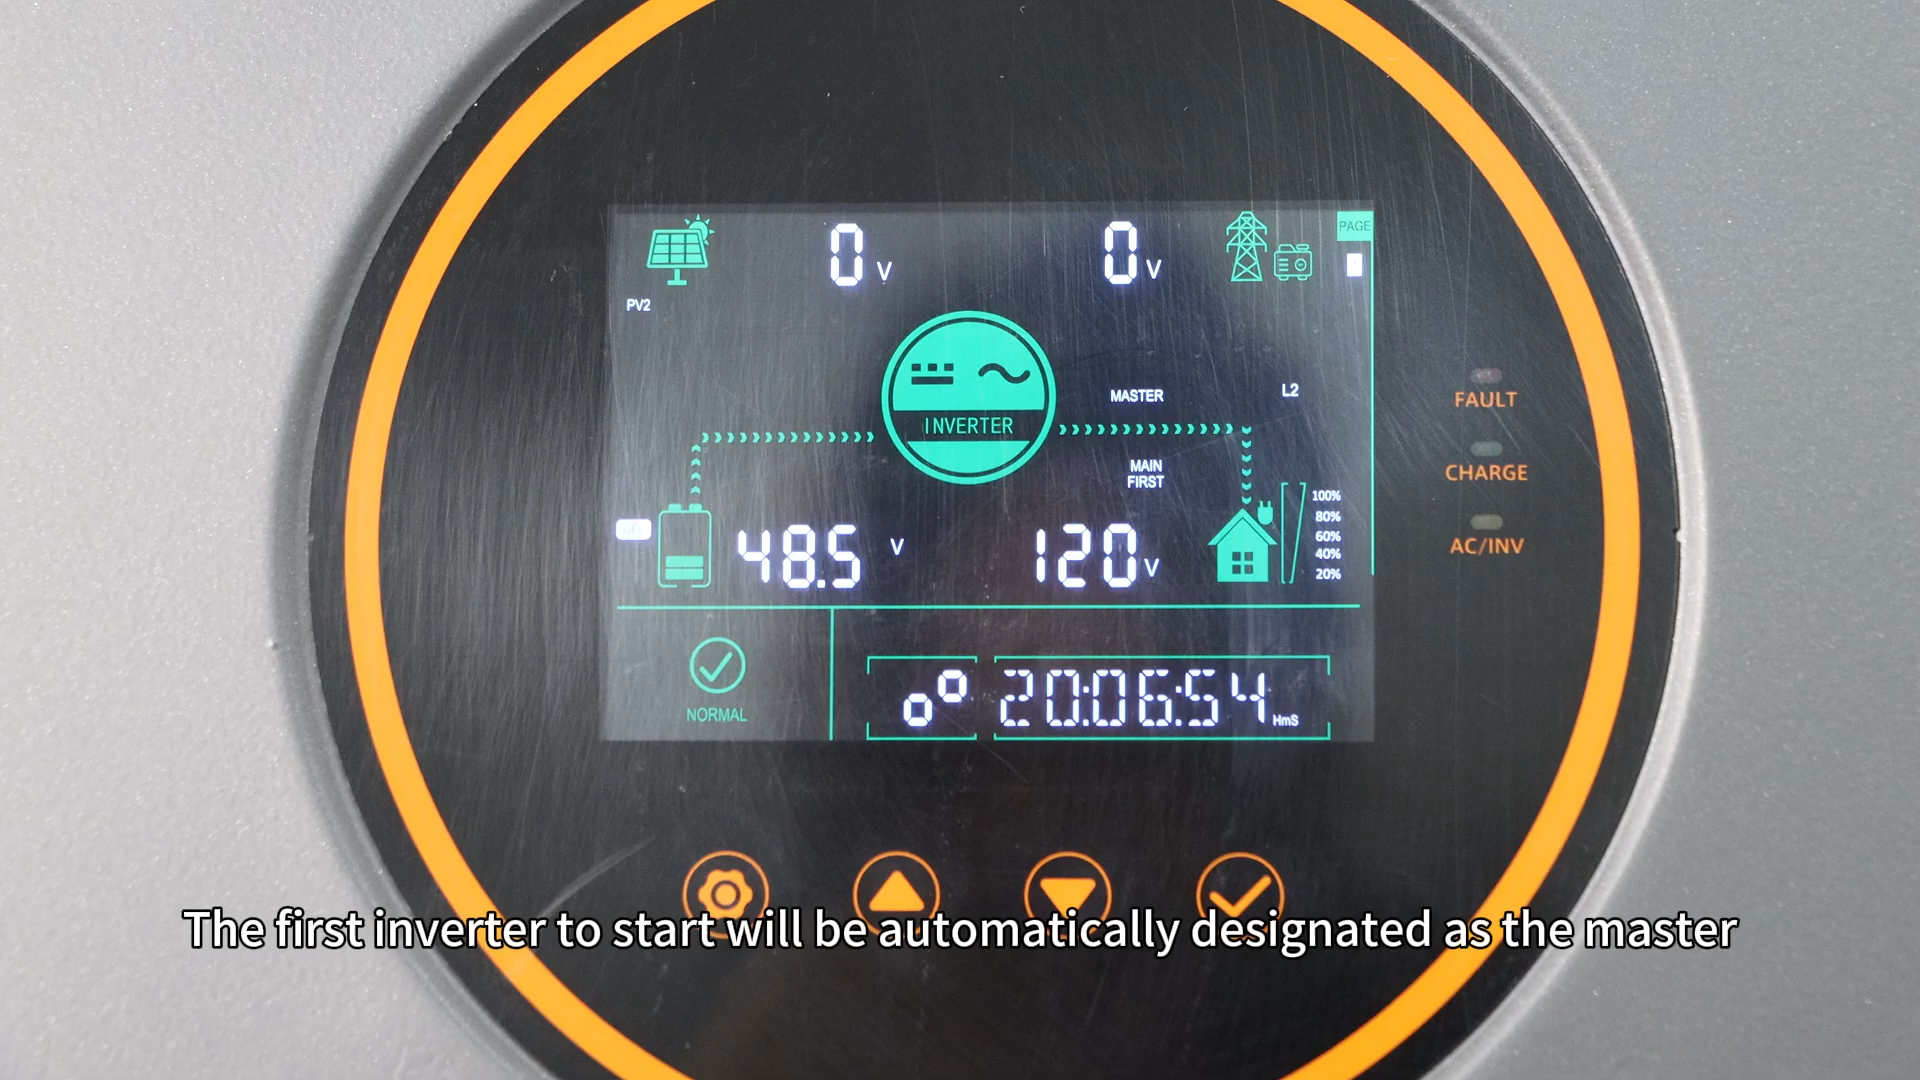 0 V
0 V
PAGE
PV2
MASTER
L2
INVERTER
MAIN
FIRST
FAULT
CHARGE
AC/INV
48.5 V
120 V
100%
80%
60%
40%
20%
NORMAL
20:06:54 HmS
The first inverter to start will be automatically designated as the master